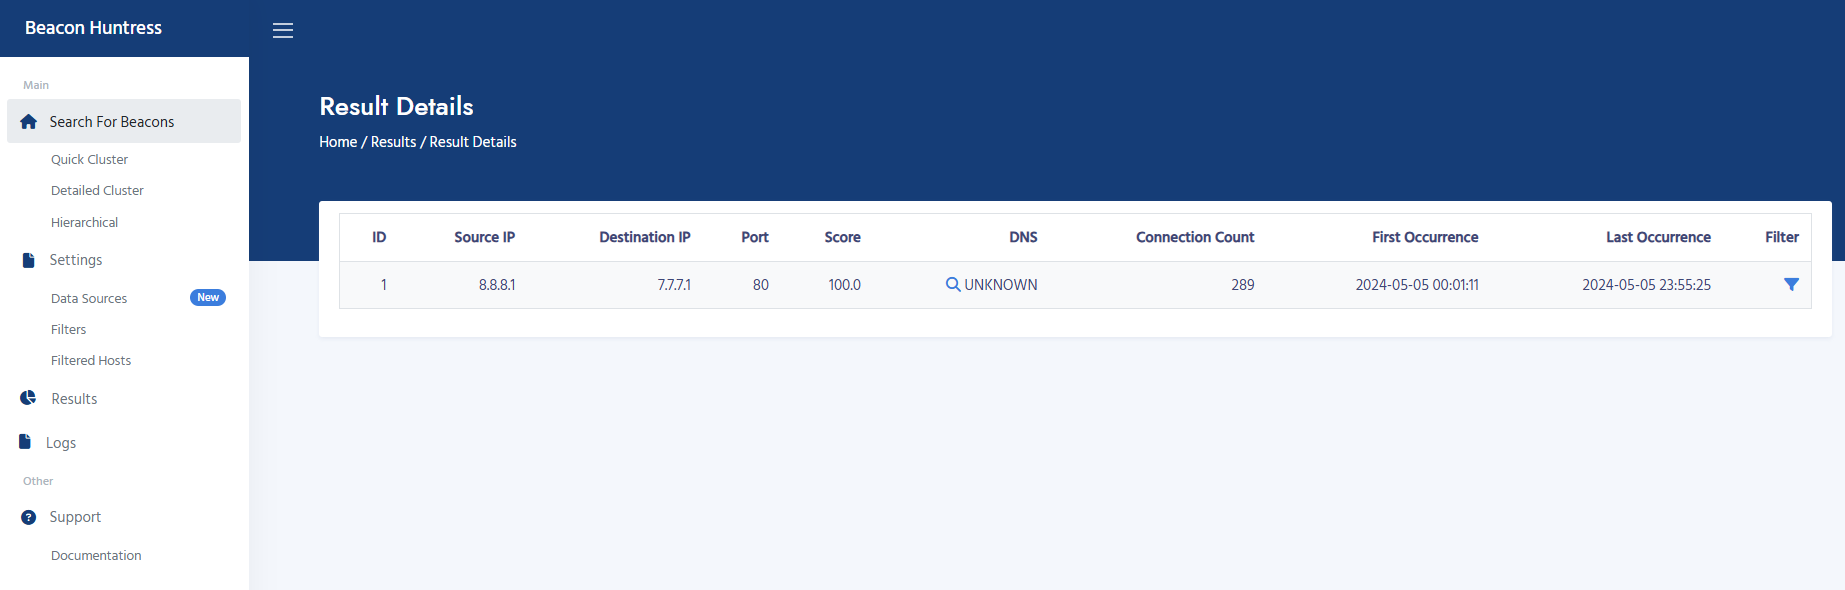 Beacon Huntress
Main
Search For Beacons
Quick Cluster
Detailed Cluster
Hierarchical
Settings
Data Sources New
Filters
Filtered Hosts
Results
Logs
Other
Support
Documentation
Result Details
Home / Results / Result Details
ID Source IP Destination IP Port Score DNS Connection Count First Occurrence Last Occurrence Filter
1 8.8.8.1 7.7.7.1 80 100.0 UNKNOWN 289 2024-05-05 00:01:11 2024-05-05 23:55:25